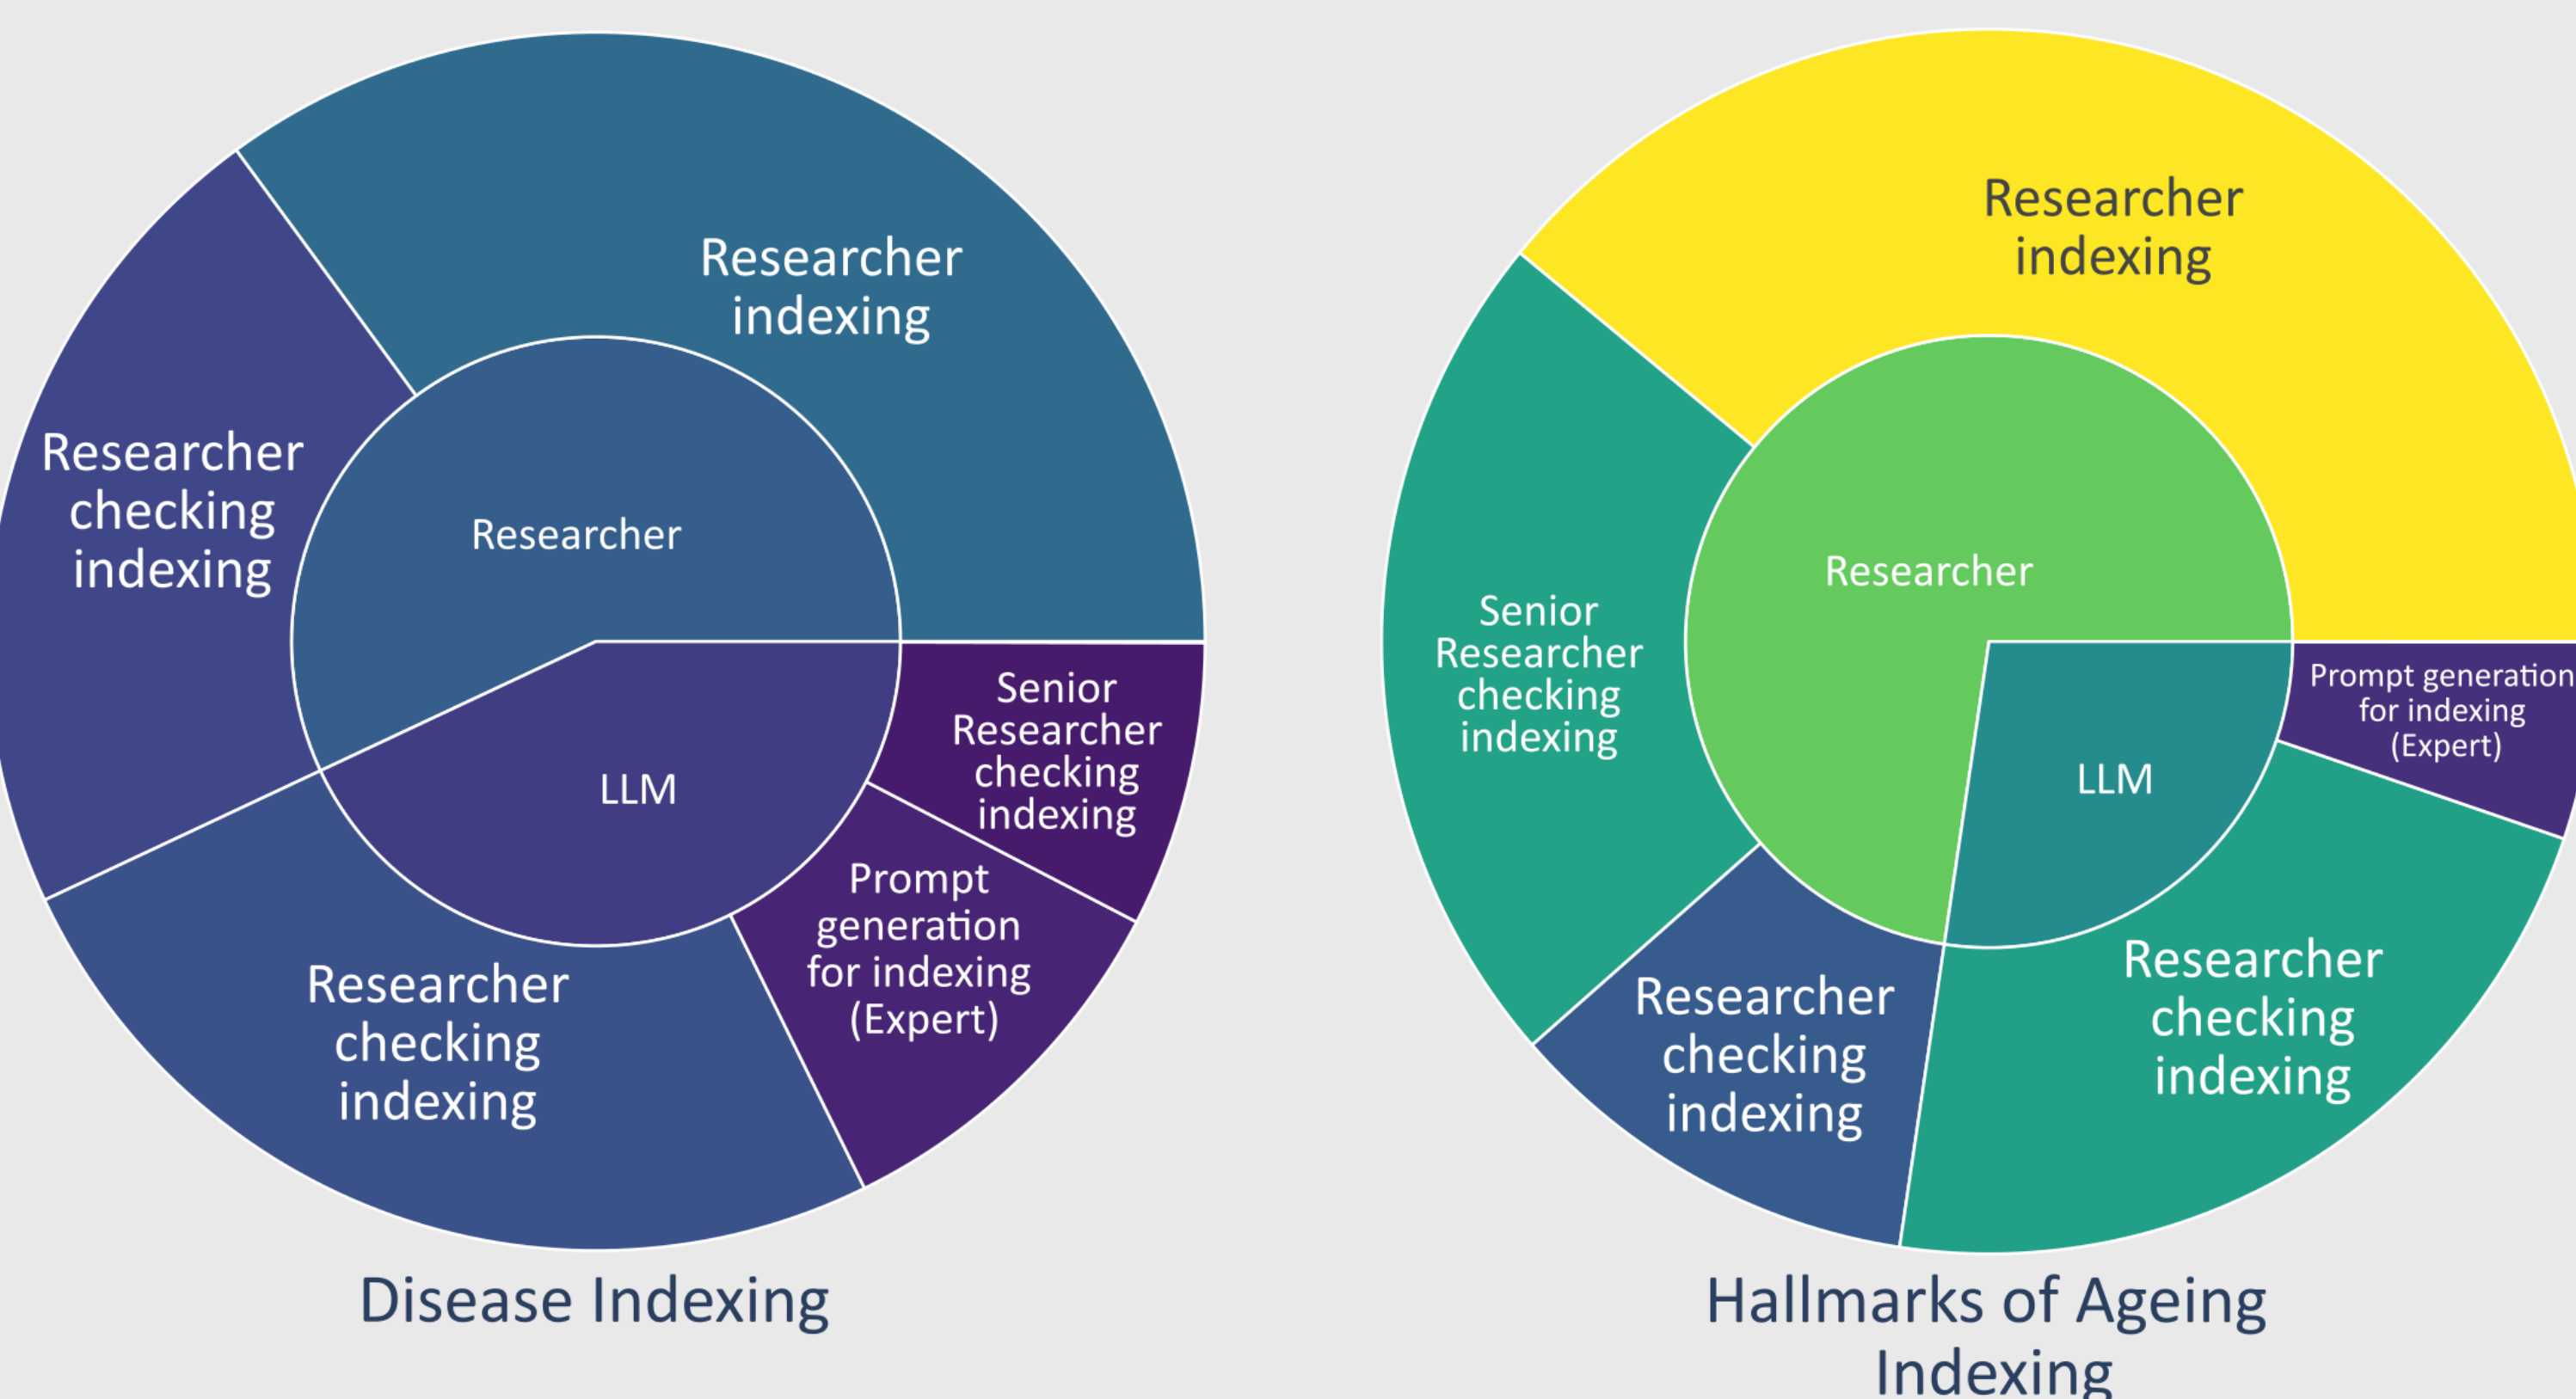 Researcher
indexing
Researcher
checking
indexing
Researcher
LLM
Senior
Researcher
checking
indexing
Prompt
generation
for indexing
(Expert)
Researcher
checking
indexing
Disease Indexing
Researcher
indexing
Senior
Researcher
checking
indexing
Researcher
LLM
Prompt generation
for indexing
(Expert)
Researcher
checking
indexing
Researcher
checking
indexing
Hallmarks of Ageing
Indexing